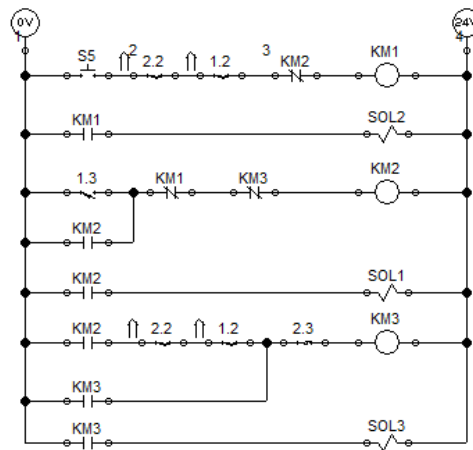 0V 24V
1 4
S5 2 2.2 1.2 3 KM2 KM1
KM1 SOL2
1.3 KM1 KM3 KM2
KM2
KM2 SOL1
KM2 2.2 1.2 2.3 KM3
KM3
KM3 SOL3